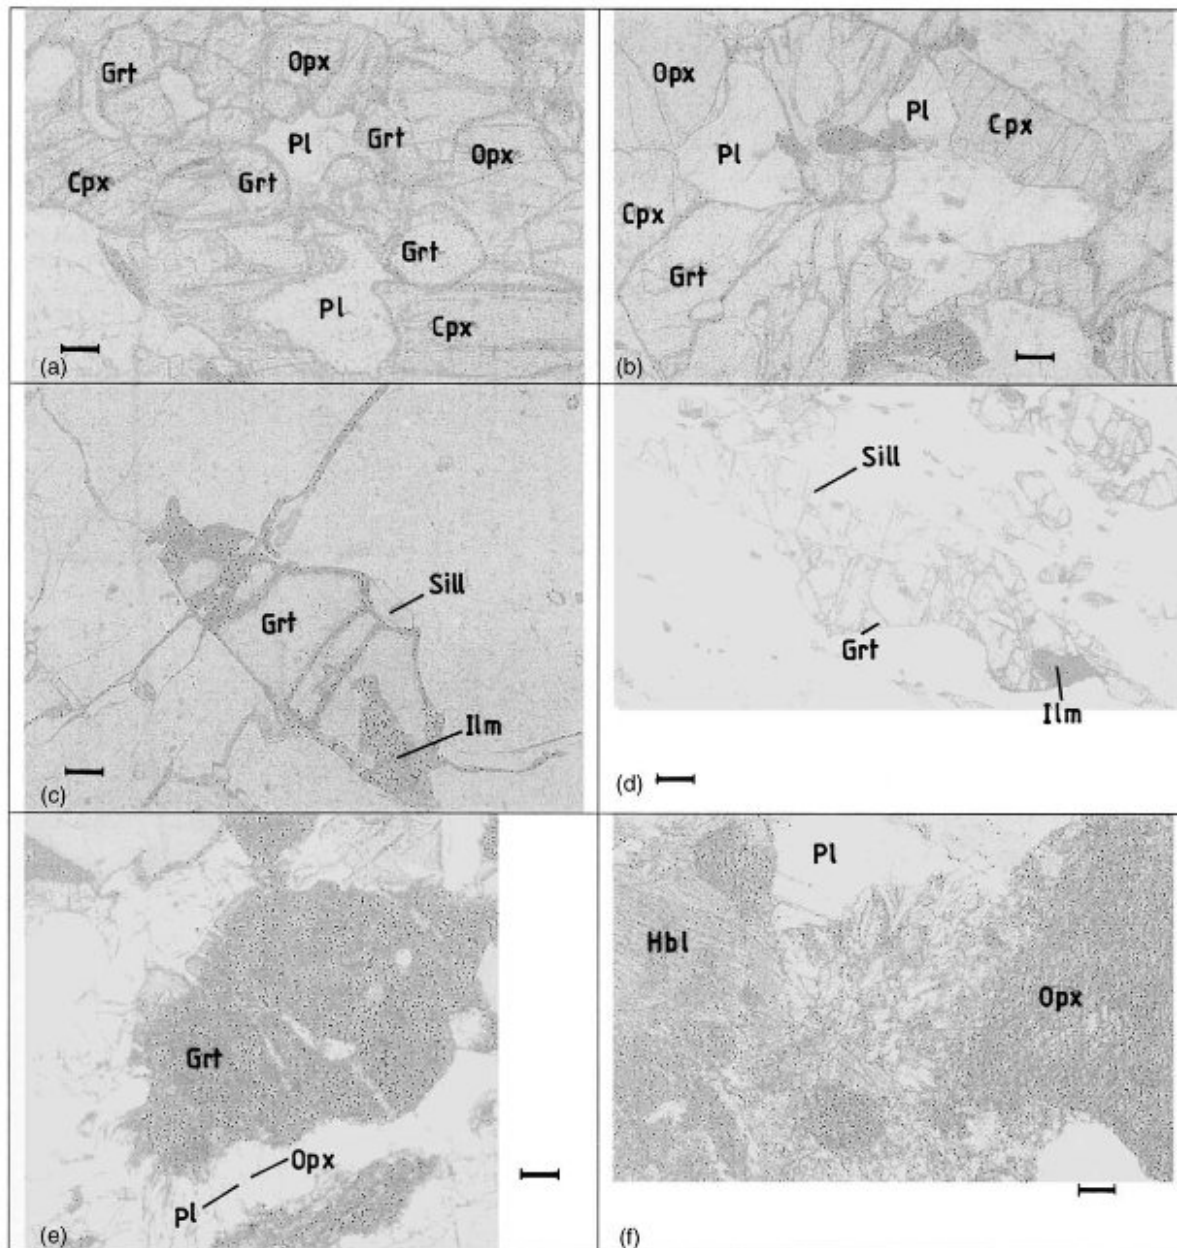 Grt
Opx
Pl
Grt
Opx
Cpx
Grt
Grt
Pl
Cpx
(a)
Opx
Pl
Cpx
Pl
Cpx
Grt
(b)
Sill
Grt
Ilm
(c)
Sill
Grt
Ilm
(d)
Grt
Opx
Pl
(e)
Pl
Hbl
Opx
(f)